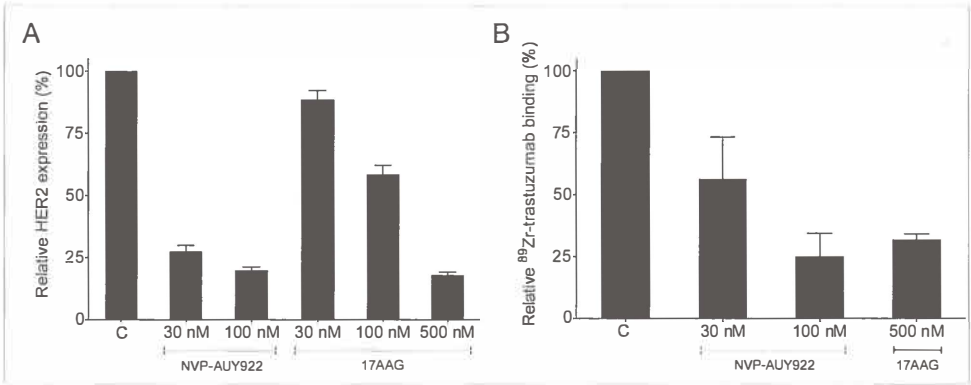 A
Relative HER2 expression (%)
100
75
50
25
0
C 30 nM 100 nM 30 nM 100 nM 500 nM
NVP-AUY922 17AAG
B
Relative ⁸⁹Zr-trastuzumab binding (%)
100
75
50
25
0
C 30 nM 100 nM 500 nM
NVP-AUY922 17AAG